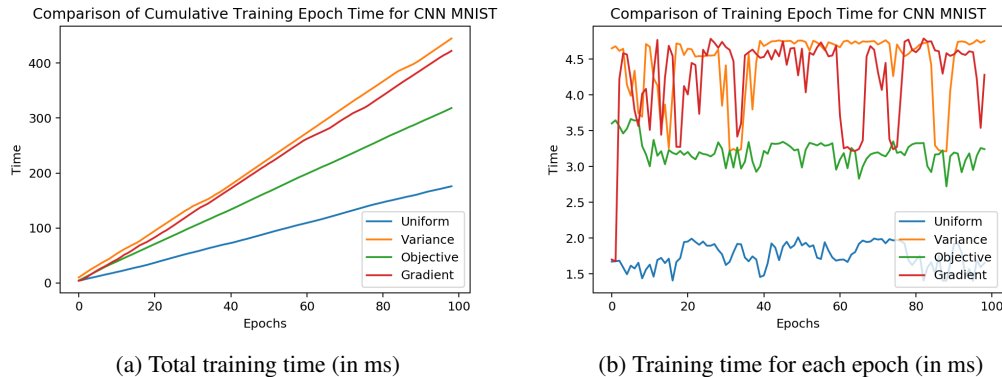 Comparison of Cumulative Training Epoch Time for CNN MNIST
400
300
200
100
0
Time
0 20 40 60 80 100
Epochs
Uniform
Variance
Objective
Gradient
(a) Total training time (in ms)
Comparison of Training Epoch Time for CNN MNIST
4.5
4.0
3.5
3.0
2.5
2.0
1.5
Time
0 20 40 60 80 100
Epochs
Uniform
Variance
Objective
Gradient
(b) Training time for each epoch (in ms)